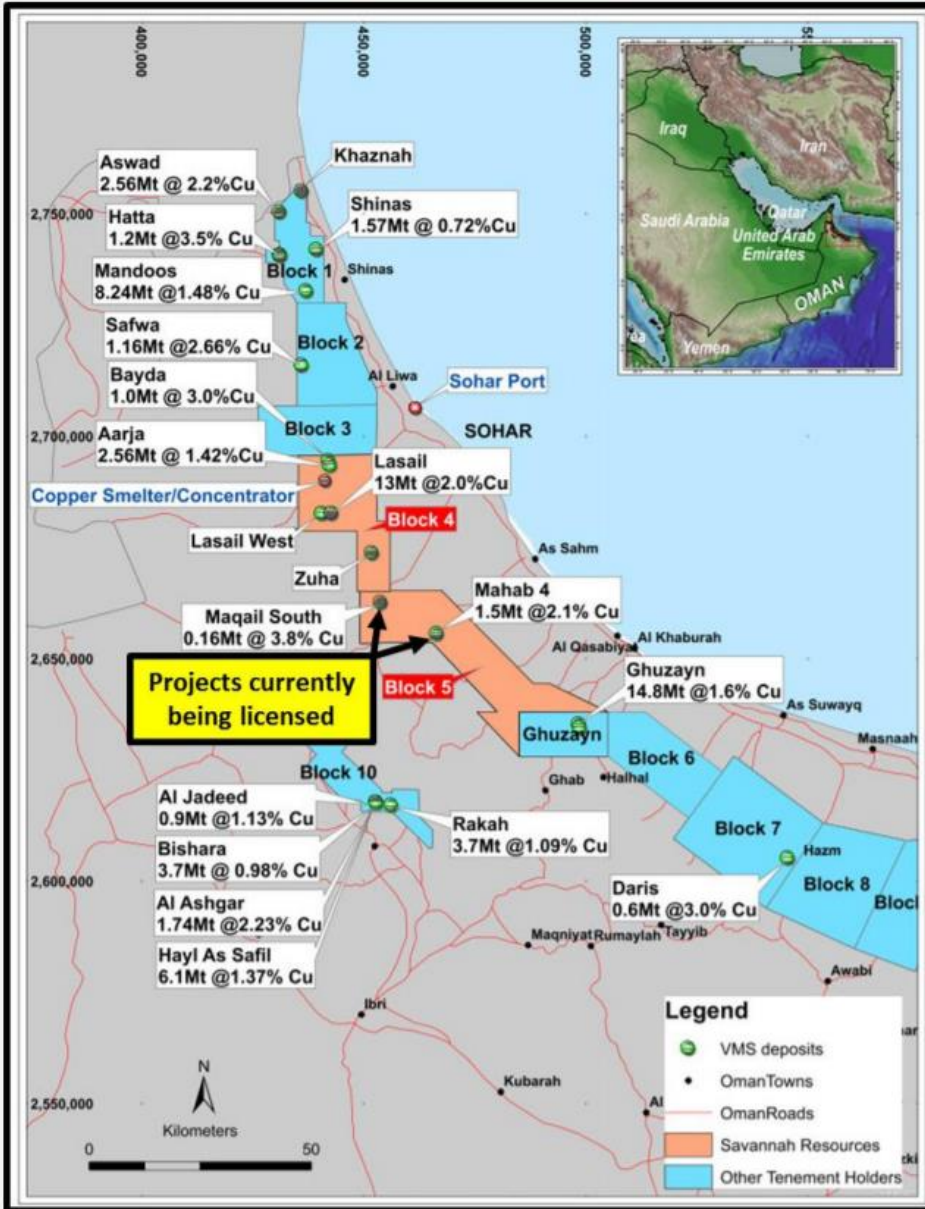 400,000
450,000
500,000
Iraq
Iran
Saudi Arabia
Qatar
United Arab
Emirates
OMAN
Yemen
Khaznah
Aswad
2.56Mt @ 2.2%Cu
Shinas
1.57Mt @ 0.72%Cu
2,750,000
Hatta
1.2Mt @3.5% Cu
Block 1
Shinas
Mandoos
8.24Mt @1.48% Cu
Safwa
1.16Mt @2.66% Cu
Block 2
Bayda
1.0Mt @ 3.0%Cu
Al Liwa
Sohar Port
2,700,000
Block 3
SOHAR
Aarja
2.56Mt @ 1.42%Cu
Lasail
13Mt @2.0%Cu
Copper Smelter/Concentrator
Block 4
Lasail West
As Sahm
Zuha
Mahab 4
1.5Mt @2.1% Cu
Maqail South
0.16Mt @ 3.8% Cu
Al Khaburah
Al Qasabiya
2,650,000
Ghuzayn
14.8Mt @1.6% Cu
Projects currently
being licensed
Block 5
As Suwayq
Ghuzayn
Masnaah
Block 6
Block 10
Ghab
Halhal
Al Jadeed
0.9Mt @1.13% Cu
Rakah
3.7Mt @1.09% Cu
Block 7
Bishara
3.7Mt @ 0.98% Cu
Hazm
2,600,000
Daris
0.6Mt @3.0% Cu
Block 8
Al Ashgar
1.74Mt @2.23% Cu
Maqniyat
Rumaylah
Tayyib
Hayl As Safil
6.1Mt @1.37% Cu
Awabi
Ibri
Legend
VMS deposits
OmanTowns
OmanRoads
Savannah Resources
Other Tenement Holders
N
Kilometers
0
50
Kubarah
2,550,000
Al